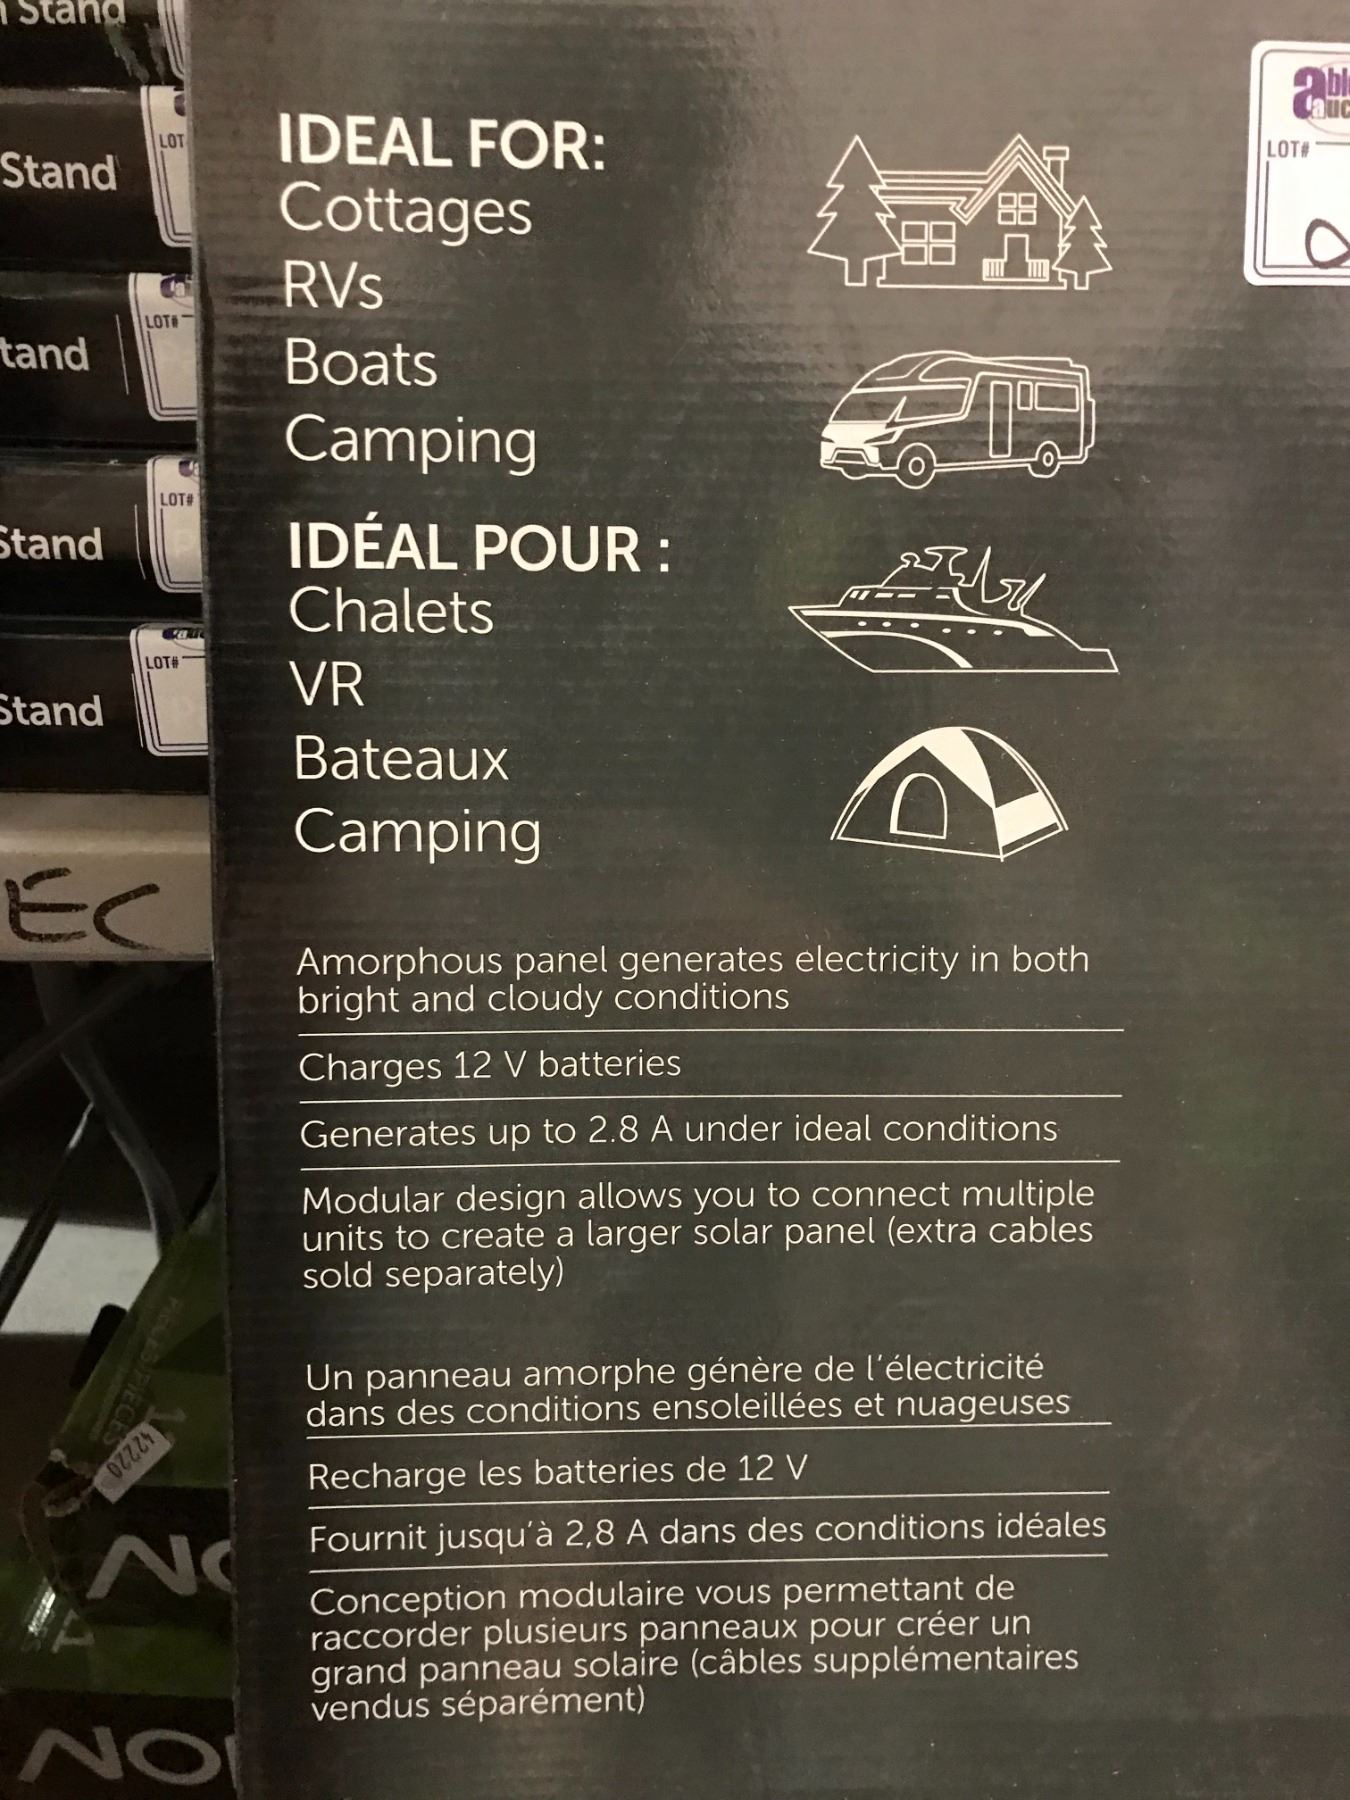 Stand
Stand
tand
Stand
Stand
LOT
LOT#
LOT#
LOT#
LOT#
EC
42220
IDEAL FOR:
Cottages
RVs
Boats
Camping
IDÉAL POUR :
Chalets
VR
Bateaux
Camping
Amorphous panel generates electricity in both
bright and cloudy conditions
Charges 12 V batteries
Generates up to 2.8 A under ideal conditions
Modular design allows you to connect multiple
units to create a larger solar panel (extra cables
sold separately)
Un panneau amorphe génère de l'électricité
dans des conditions ensoleillées et nuageuses
Recharge les batteries de 12 V
Fournit jusqu'à 2,8 A dans des conditions idéales
Conception modulaire vous permettant de
raccorder plusieurs panneaux pour créer un
grand panneau solaire (câbles supplémentaires
vendus séparément)